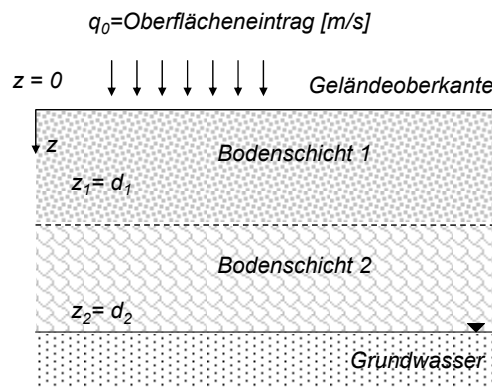 q₀=Oberflächeneintrag [m/s]
z = 0
Geländeoberkante
z
Bodenschicht 1
z₁= d₁
Bodenschicht 2
z₂= d₂
Grundwasser